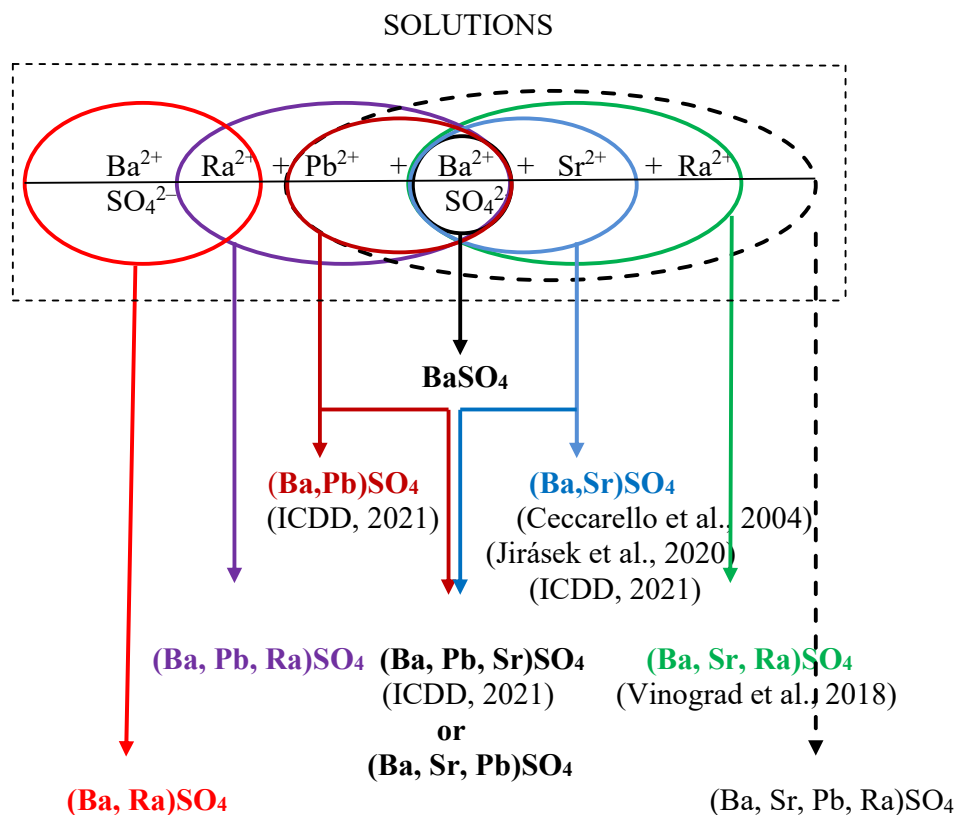 SOLUTIONS
Ba²⁺ Ra²⁺ + Pb²⁺ + Ba²⁺ + Sr²⁺ + Ra²⁺
SO₄²⁻ SO₄²⁻
BaSO₄
(Ba,Pb)SO₄ (Ba,Sr)SO₄
(ICDD, 2021) (Ceccarello et al., 2004)
(Jirásek et al., 2020)
(ICDD, 2021)
(Ba, Pb, Ra)SO₄ (Ba, Pb, Sr)SO₄ (Ba, Sr, Ra)SO₄
(ICDD, 2021) (Vinograd et al., 2018)
or
(Ba, Sr, Pb)SO₄
(Ba, Ra)SO₄ (Ba, Sr, Pb, Ra)SO₄